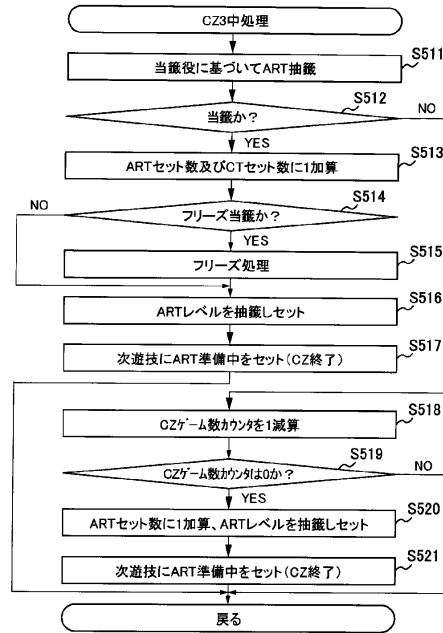 CZ3中処理
当籤役に基づいてART抽籤
S511
当籤か？
S512
NO
YES
ARTセット数及びCTセット数に1加算
S513
フリーズ当籤か？
S514
NO
YES
フリーズ処理
S515
ARTレベルを抽籤しセット
S516
次遊技にART準備中をセット（CZ終了）
S517
CZゲーム数カウンタを1減算
S518
CZゲーム数カウンタは0か？
S519
NO
YES
ARTセット数に1加算、ARTレベルを抽籤しセット
S520
次遊技にART準備中をセット（CZ終了）
S521
戻る